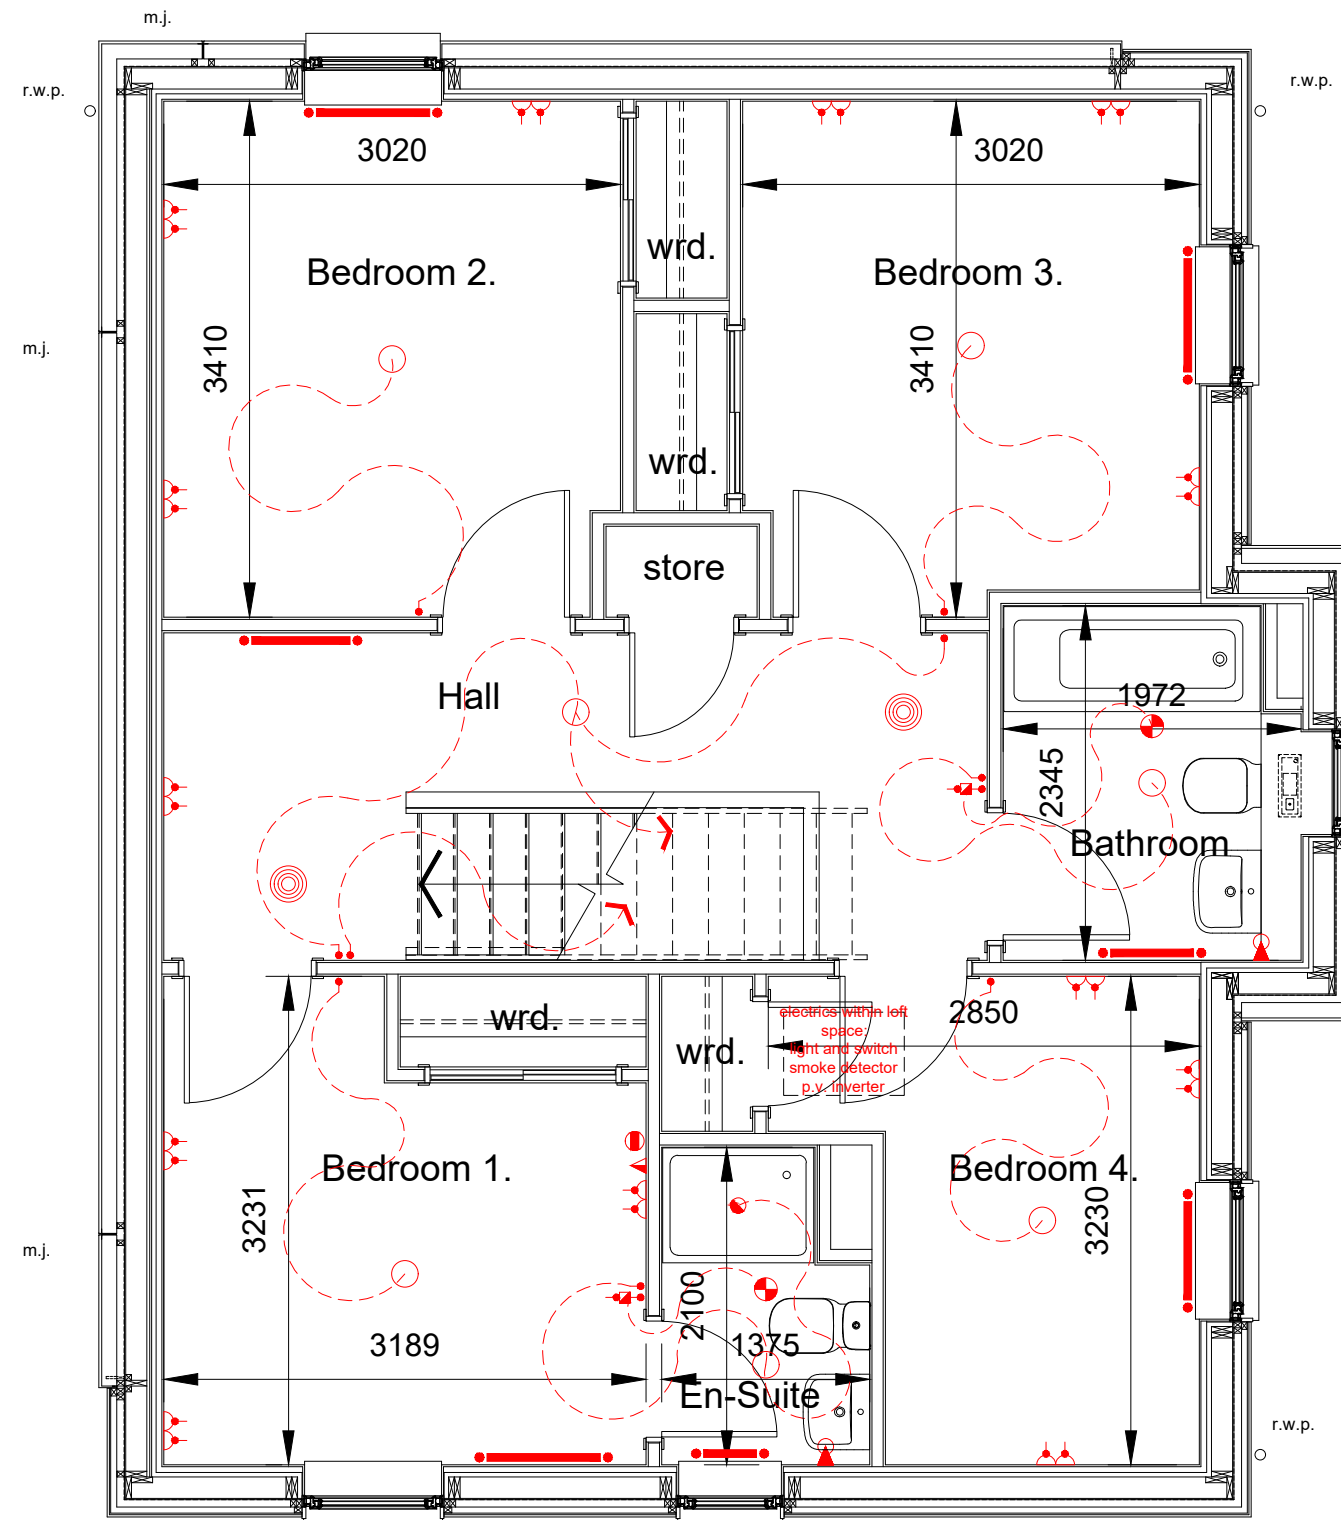 m.j.
r.w.p.
r.w.p.
3020
3020
wrd.
Bedroom 2.
Bedroom 3.
3410
3410
m.j.
wrd.
store
Hall
1972
2345
Bathroom
electrics within loft
space:
light and switch
smoke detector
p.v. inverter
2850
wrd.
wrd.
Bedroom 1.
Bedroom 4.
3231
3230
m.j.
2100
3189
1375
En-Suite
r.w.p.